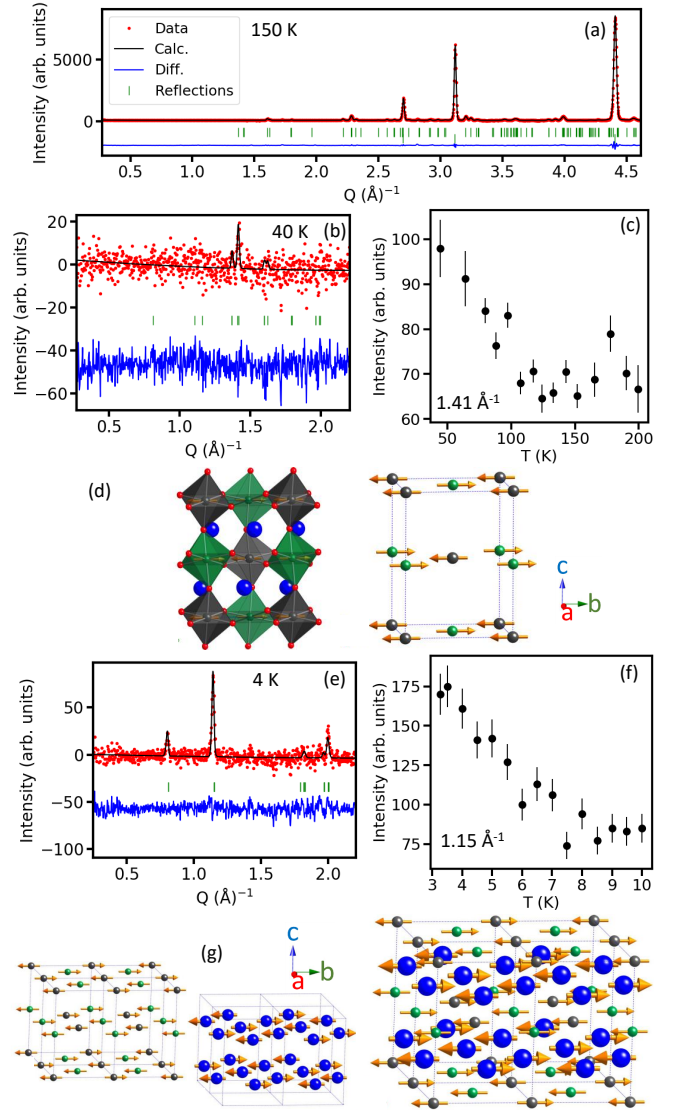 150 K
(a)
Data
Calc.
Diff.
Reflections
Intensity (arb. units)
5000
0
0.5 1.0 1.5 2.0 2.5 3.0 3.5 4.0 4.5
Q (Å)⁻¹
40 K
(b)
Intensity (arb. units)
20
0
−20
−40
−60
0.5 1.0 1.5 2.0
Q (Å)⁻¹
(c)
Intensity (arb. units)
100
90
80
70
60
1.41 Å⁻¹
50 100 150 200
T (K)
(d)
c
b
a
4 K
(e)
Intensity (arb. units)
50
0
−50
−100
0.5 1.0 1.5 2.0
Q (Å)⁻¹
(f)
Intensity (arb. units)
175
150
125
100
75
1.15 Å⁻¹
3 4 5 6 7 8 9 10
T (K)
(g)
c
b
a